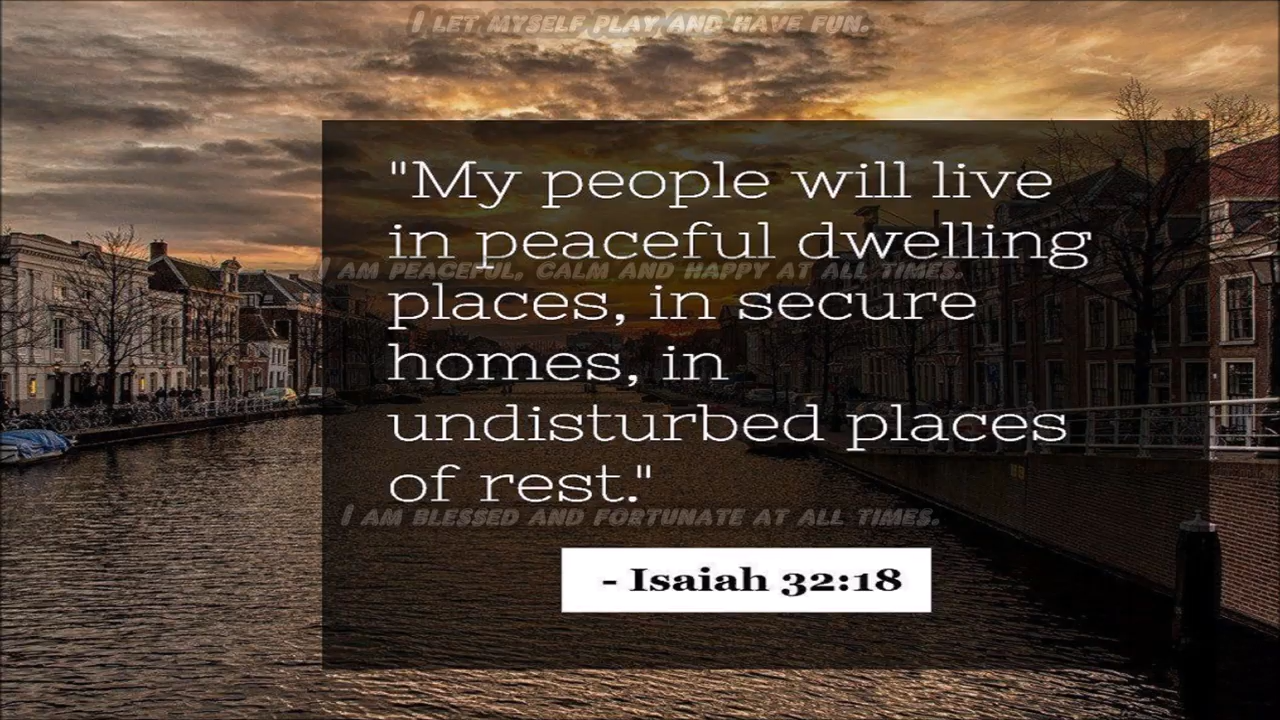 I LET MYSELF PLAY AND HAVE FUN.
"My people will live
in peaceful dwelling
I AM PEACEFUL, CALM AND HAPPY AT ALL TIMES.
places, in secure
homes, in
undisturbed places
of rest."
I AM BLESSED AND FORTUNATE AT ALL TIMES.
- Isaiah 32:18